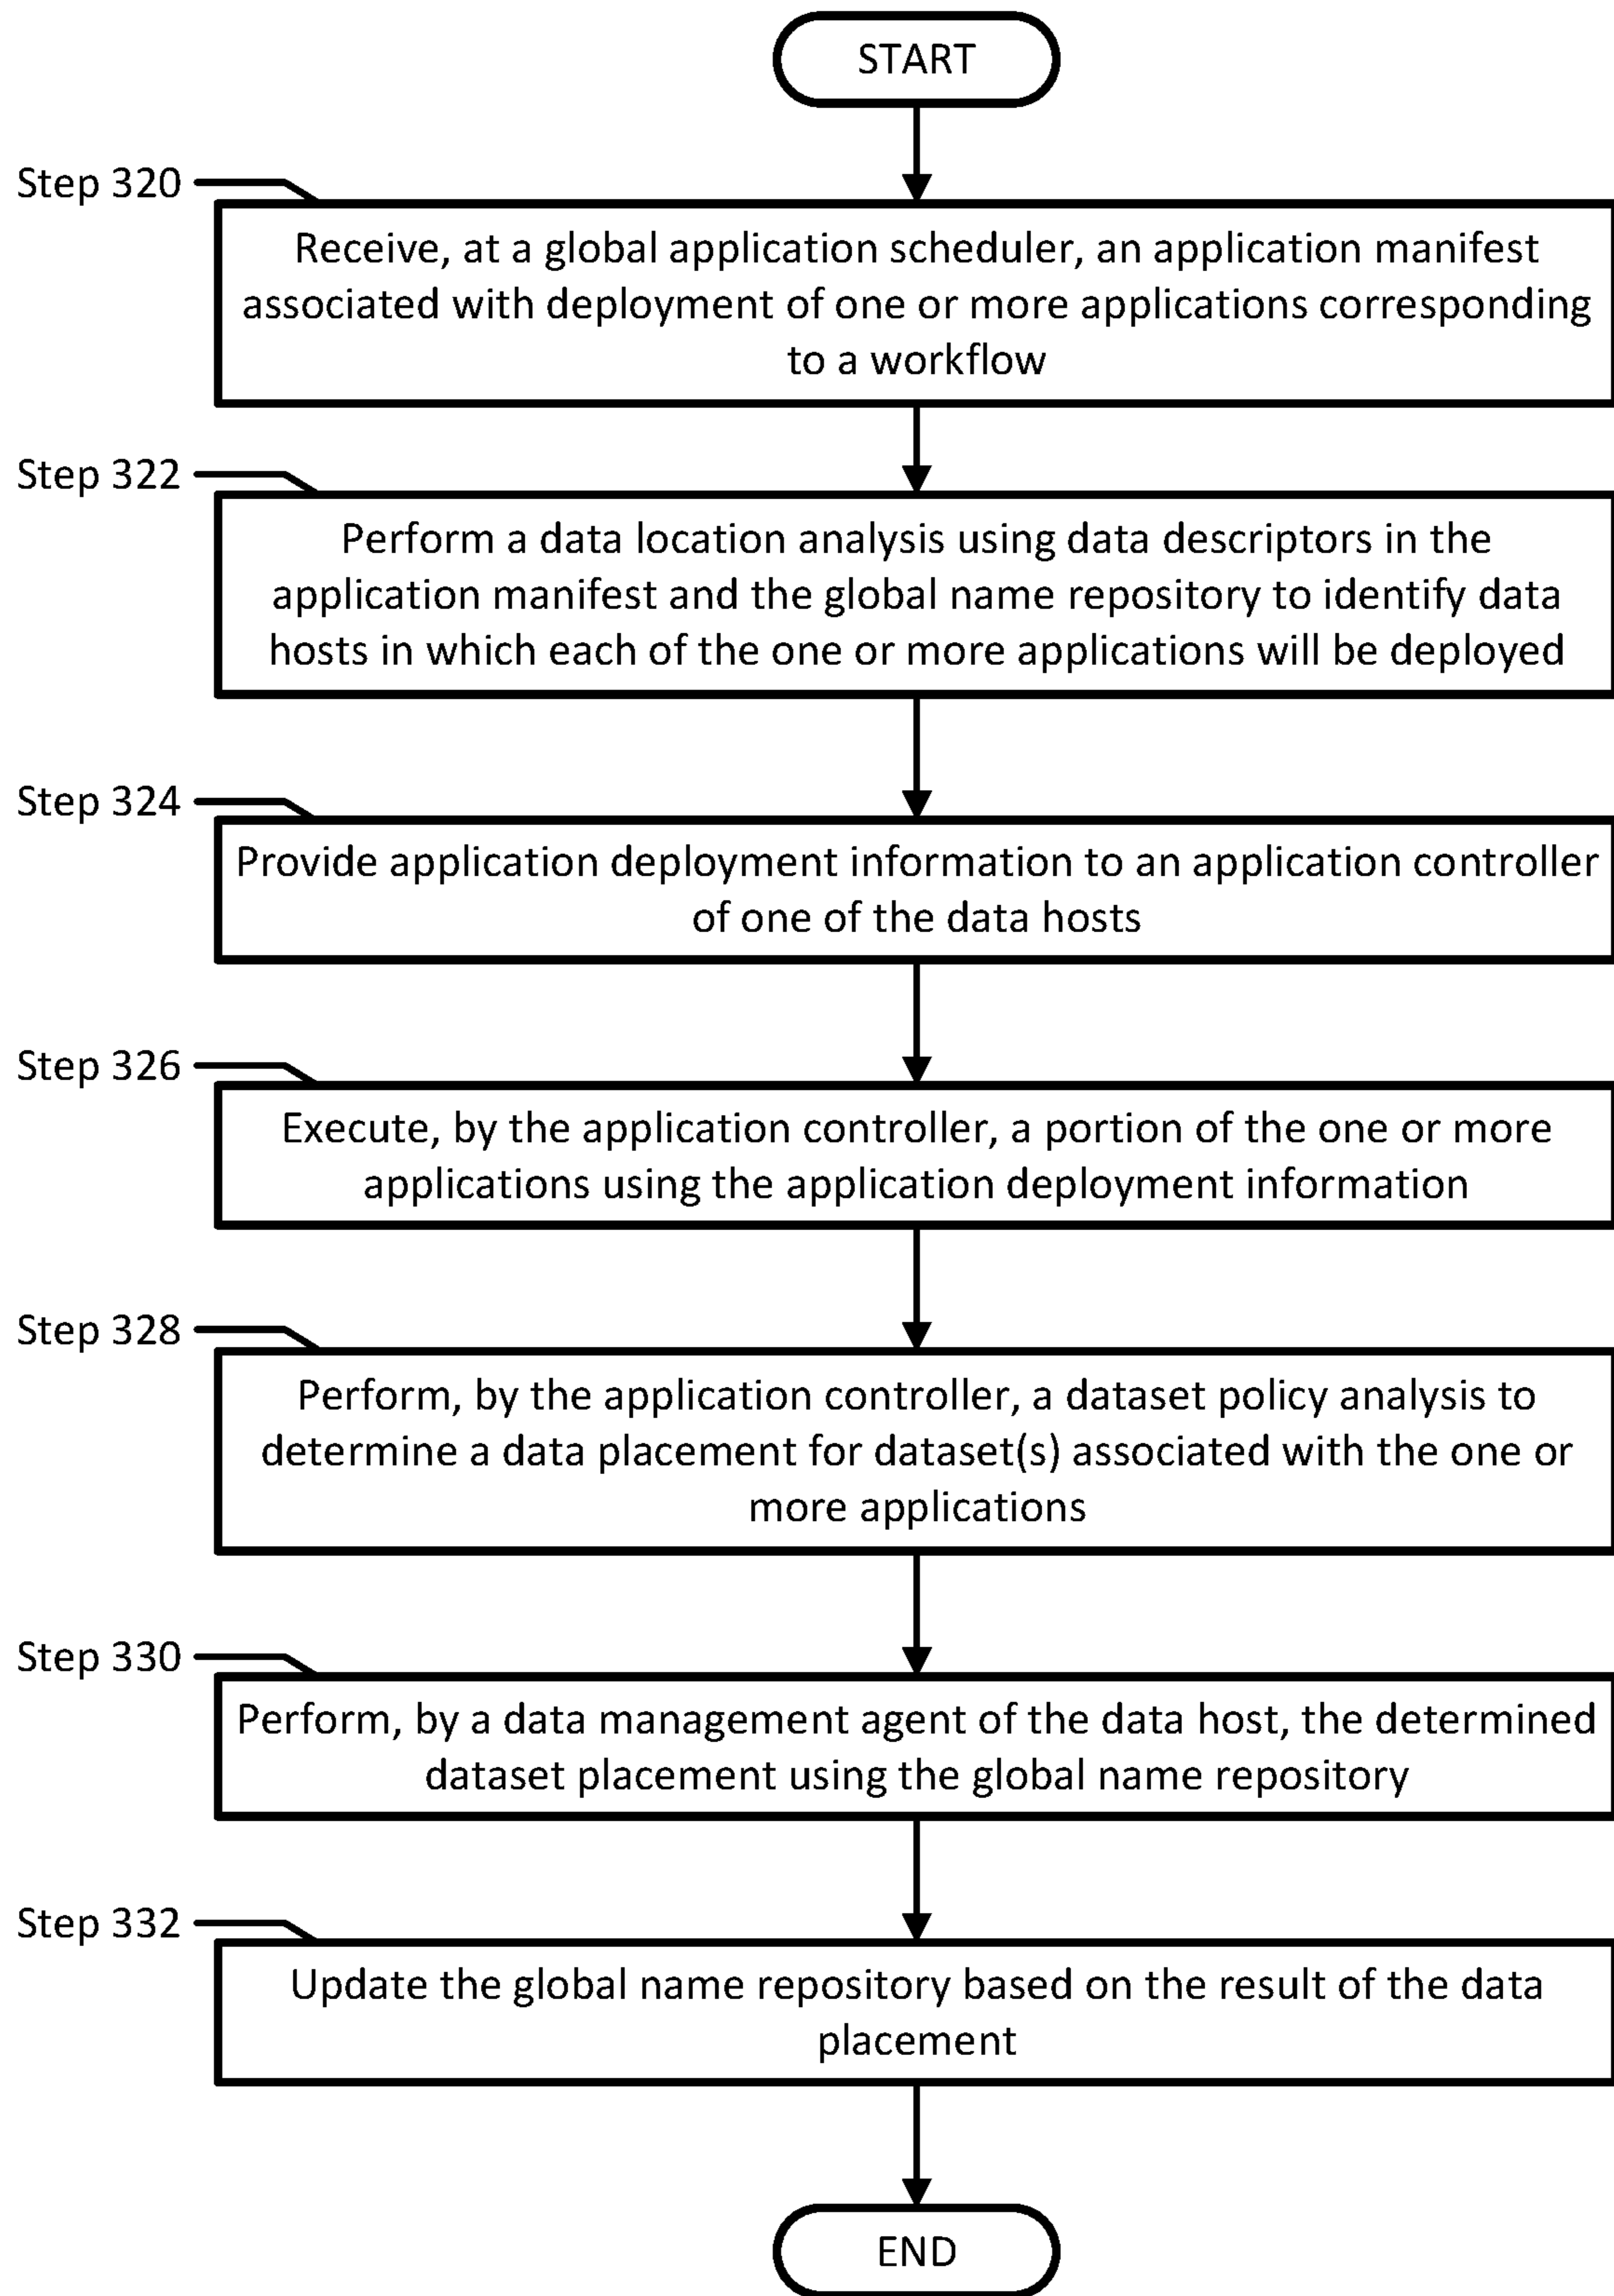 START
Step 320
Receive, at a global application scheduler, an application manifest
associated with deployment of one or more applications corresponding
to a workflow
Step 322
Perform a data location analysis using data descriptors in the
application manifest and the global name repository to identify data
hosts in which each of the one or more applications will be deployed
Step 324
Provide application deployment information to an application controller
of one of the data hosts
Step 326
Execute, by the application controller, a portion of the one or more
applications using the application deployment information
Step 328
Perform, by the application controller, a dataset policy analysis to
determine a data placement for dataset(s) associated with the one or
more applications
Step 330
Perform, by a data management agent of the data host, the determined
dataset placement using the global name repository
Step 332
Update the global name repository based on the result of the data
placement
END